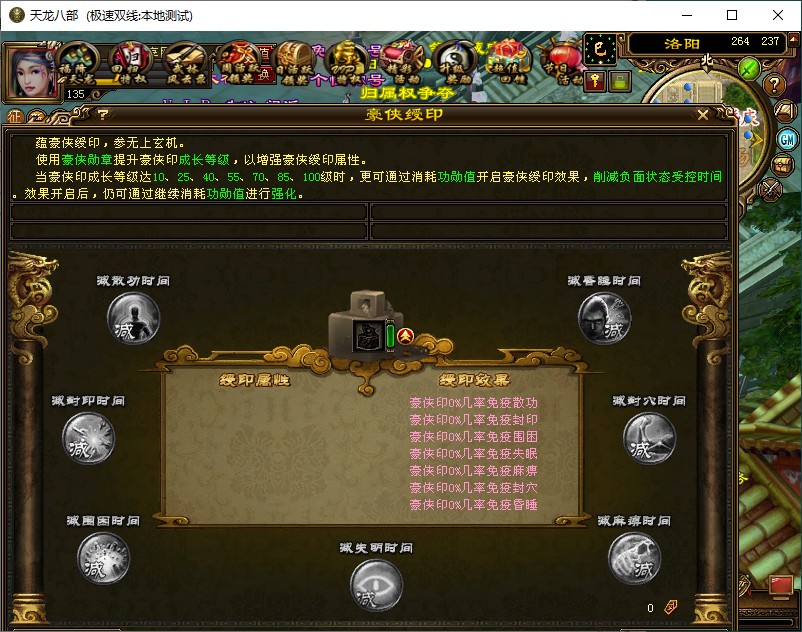 天龙八部 (极速双线:本地测试)
洛阳 264 237
北
135
归属权争夺
GM
豪侠绶印
蕴豪侠绶印，参无上玄机。
使用豪侠勋章提升豪侠印成长等级，以增强豪侠绶印属性。
当豪侠印成长等级达10、25、40、55、70、85、100级时，更可通过消耗功勋值开启豪侠绶印效果，削减负面状态受控时间
。效果开启后，仍可通过继续消耗功勋值进行强化。
减散功时间
减昏睡时间
减
减
绶印属性
绶印效果
减封印时间
减封穴时间
减
减
豪侠印0%几率免疫散功
豪侠印0%几率免疫封印
豪侠印0%几率免疫围困
豪侠印0%几率免疫失眠
豪侠印0%几率免疫麻痹
豪侠印0%几率免疫封穴
豪侠印0%几率免疫昏睡
减围困时间
减麻痹时间
减
减
减失明时间
减
0